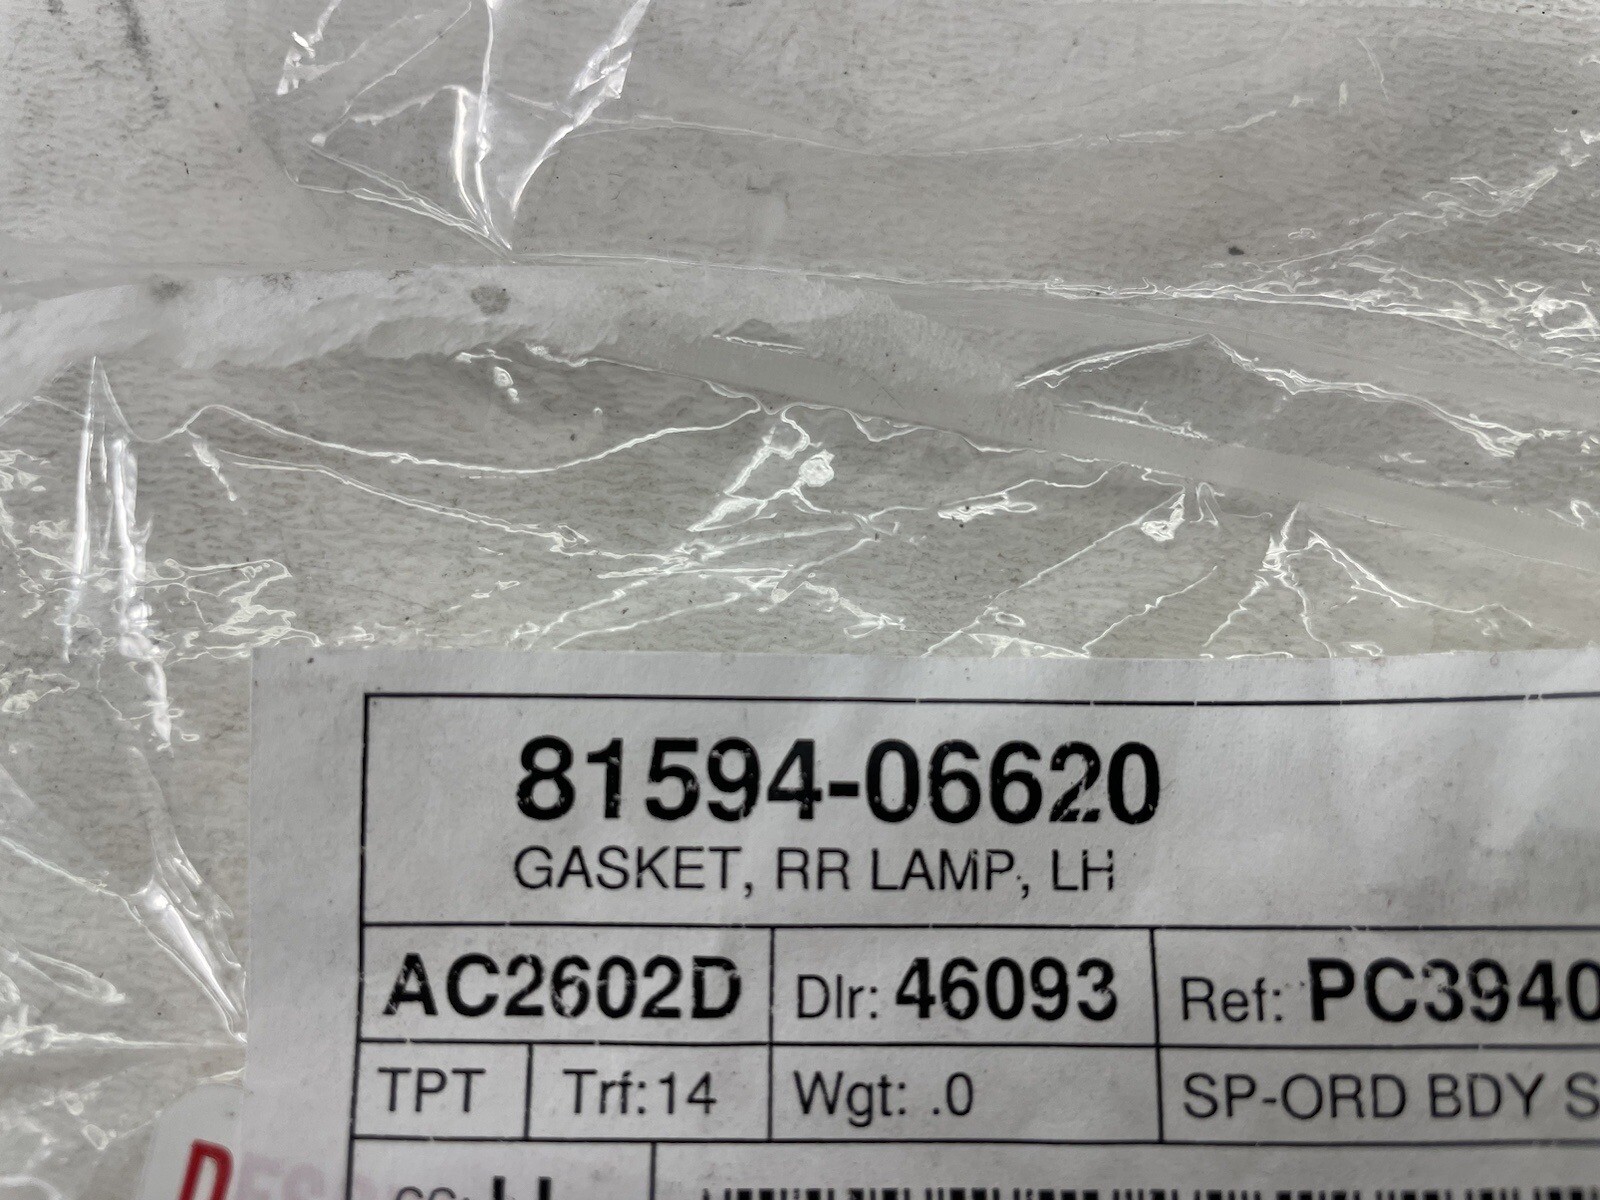 81594-06620
GASKET, RR LAMP, LH
AC2602D Dlr: 46093 Ref: PC3940
TPT Trf: 14 Wgt: .0 SP-ORD BDY S